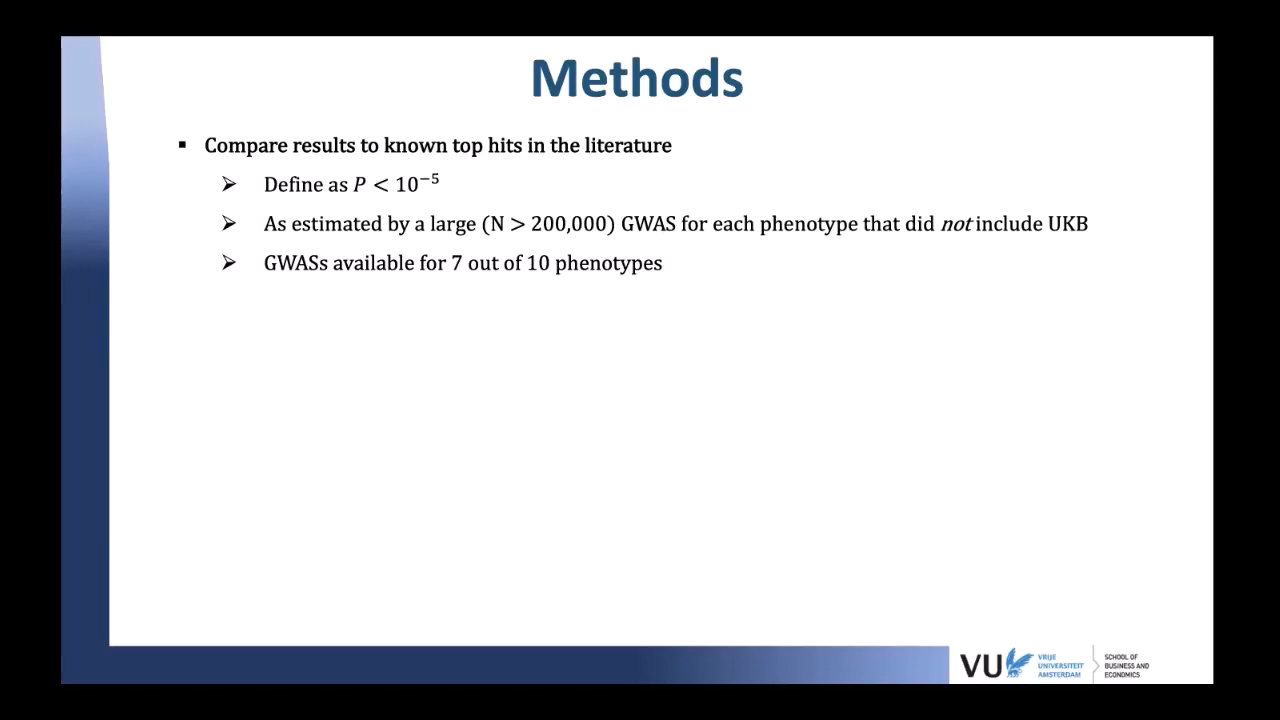 Methods
▪ Compare results to known top hits in the literature
➢ Define as P < 10⁻⁵
➢ As estimated by a large (N > 200,000) GWAS for each phenotype that did not include UKB
➢ GWASs available for 7 out of 10 phenotypes
VU
VRIJE
UNIVERSITEIT
AMSTERDAM
SCHOOL OF
BUSINESS AND
ECONOMICS